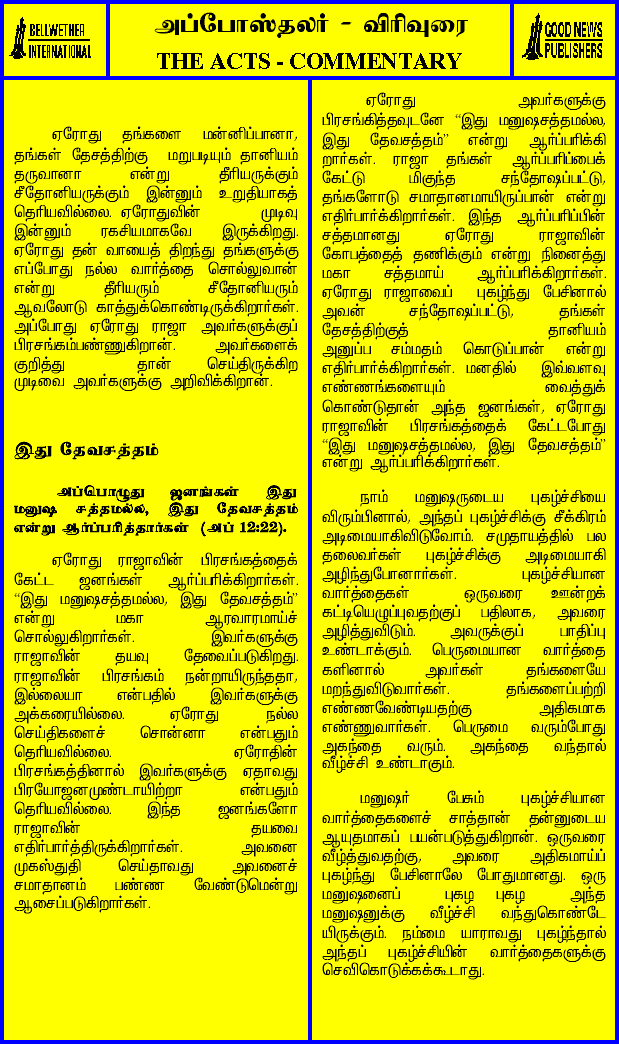 BELLWETHER
INTERNATIONAL
அப்போஸ்தலர் - விரிவுரை
THE ACTS - COMMENTARY
GOOD NEWS
PUBLISHERS
ஏரோது தங்களை மன்னிப்பானா,
தங்கள் தேசத்திற்கு மறுபடியும் தானியம்
தருவானா என்று தீரியருக்கும்
சீதோனியருக்கும் இன்னும் உறுதியாகத்
தெரியவில்லை. ஏரோதுவின் முடிவு
இன்னும் ரகசியமாகவே இருக்கிறது.
ஏரோது தன் வாயைத் திறந்து தங்களுக்கு
எப்போது நல்ல வார்த்தை சொல்லுவான்
என்று தீரியரும் சீதோனியரும்
ஆவலோடு காத்துக்கொண்டிருக்கிறார்கள்.
அப்போது ஏரோது ராஜா அவர்களுக்குப்
பிரசங்கம்பண்ணுகிறான். அவர்களைக்
குறித்து தான் செய்திருக்கிற
முடிவை அவர்களுக்கு அறிவிக்கிறான்.
இது தேவசத்தம்
அப்பொழுது ஜனங்கள் இது
மனுஷ சத்தமல்ல, இது தேவசத்தம்
என்று ஆர்ப்பரித்தார்கள் (அப் 12:22).
ஏரோது ராஜாவின் பிரசங்கத்தைக்
கேட்ட ஜனங்கள் ஆர்ப்பரிக்கிறார்கள்.
“இது மனுஷசத்தமல்ல, இது தேவசத்தம்”
என்று மகா ஆரவாரமாய்ச்
சொல்லுகிறார்கள். இவர்களுக்கு
ராஜாவின் தயவு தேவைப்படுகிறது.
ராஜாவின் பிரசங்கம் நன்றாயிருந்ததா,
இல்லையா என்பதில் இவர்களுக்கு
அக்கரையில்லை. ஏரோது நல்ல
செய்திகளைச் சொன்னா என்பதும்
தெரியவில்லை. ஏரோதின்
பிரசங்கத்தினால் இவர்களுக்கு ஏதாவது
பிரயோஜனமுண்டாயிற்றா என்பதும்
தெரியவில்லை. இந்த ஜனங்களோ
ராஜாவின் தயவை
எதிர்பார்த்திருக்கிறார்கள். அவனை
முகஸ்துதி செய்தாவது அவனைச்
சமாதானம் பண்ண வேண்டுமென்று
ஆசைப்படுகிறார்கள்.
ஏரோது அவர்களுக்கு
பிரசங்கித்தவுடனே “இது மனுஷசத்தமல்ல,
இது தேவசத்தம்” என்று ஆர்ப்பரிக்கி
றார்கள். ராஜா தங்கள் ஆர்ப்பரிப்பைக்
கேட்டு மிகுந்த சந்தோஷப்பட்டு,
தங்களோடு சமாதானமாயிருப்பான் என்று
எதிர்பார்க்கிறார்கள். இந்த ஆர்ப்பரிப்பின்
சத்தமானது ஏரோது ராஜாவின்
கோபத்தைத் தணிக்கும் என்று நினைத்து
மகா சத்தமாய் ஆர்ப்பரிக்கிறார்கள்.
ஏரோது ராஜாவைப் புகழ்ந்து பேசினால்
அவன் சந்தோஷப்பட்டு, தங்கள்
தேசத்திற்குத் தானியம்
அனுப்ப சம்மதம் கொடுப்பான் என்று
எதிர்பார்க்கிறார்கள். மனதில் இவ்வளவு
எண்ணங்களையும் வைத்துக்
கொண்டுதான் அந்த ஜனங்கள், ஏரோது
ராஜாவின் பிரசங்கத்தைக் கேட்டபோது
“இது மனுஷசத்தமல்ல, இது தேவசத்தம்”
என்று ஆர்ப்பரிக்கிறார்கள்.
நாம் மனுஷருடைய புகழ்ச்சியை
விரும்பினால், அந்தப் புகழ்ச்சிக்கு சீக்கிரம்
அடிமையாகிவிடுவோம். சமுதாயத்தில் பல
தலைவர்கள் புகழ்ச்சிக்கு அடிமையாகி
அழிந்துபோனார்கள். புகழ்ச்சியான
வார்த்தைகள் ஒருவரை ஊன்றக்
கட்டியெழுப்புவதற்குப் பதிலாக, அவரை
அழித்துவிடும். அவருக்குப் பாதிப்பு
உண்டாக்கும். பெருமையான வார்த்தை
களினால் அவர்கள் தங்களையே
மறந்துவிடுவார்கள். தங்களைப்பற்றி
எண்ணவேண்டியதற்கு அதிகமாக
எண்ணுவார்கள். பெருமை வரும்போது
அகந்தை வரும். அகந்தை வந்தால்
வீழ்ச்சி உண்டாகும்.
மனுஷர் பேசும் புகழ்ச்சியான
வார்த்தைகளைச் சாத்தான் தன்னுடைய
ஆயுதமாகப் பயன்படுத்துகிறான். ஒருவரை
வீழ்த்துவதற்கு, அவரை அதிகமாய்ப்
புகழ்ந்து பேசினாலே போதுமானது. ஒரு
மனுஷனைப் புகழ புகழ அந்த
மனுஷனுக்கு வீழ்ச்சி வந்துகொண்டே
யிருக்கும். நம்மை யாராவது புகழ்ந்தால்
அந்தப் புகழ்ச்சியின் வார்த்தைகளுக்கு
செவிகொடுக்கக்கூடாது.